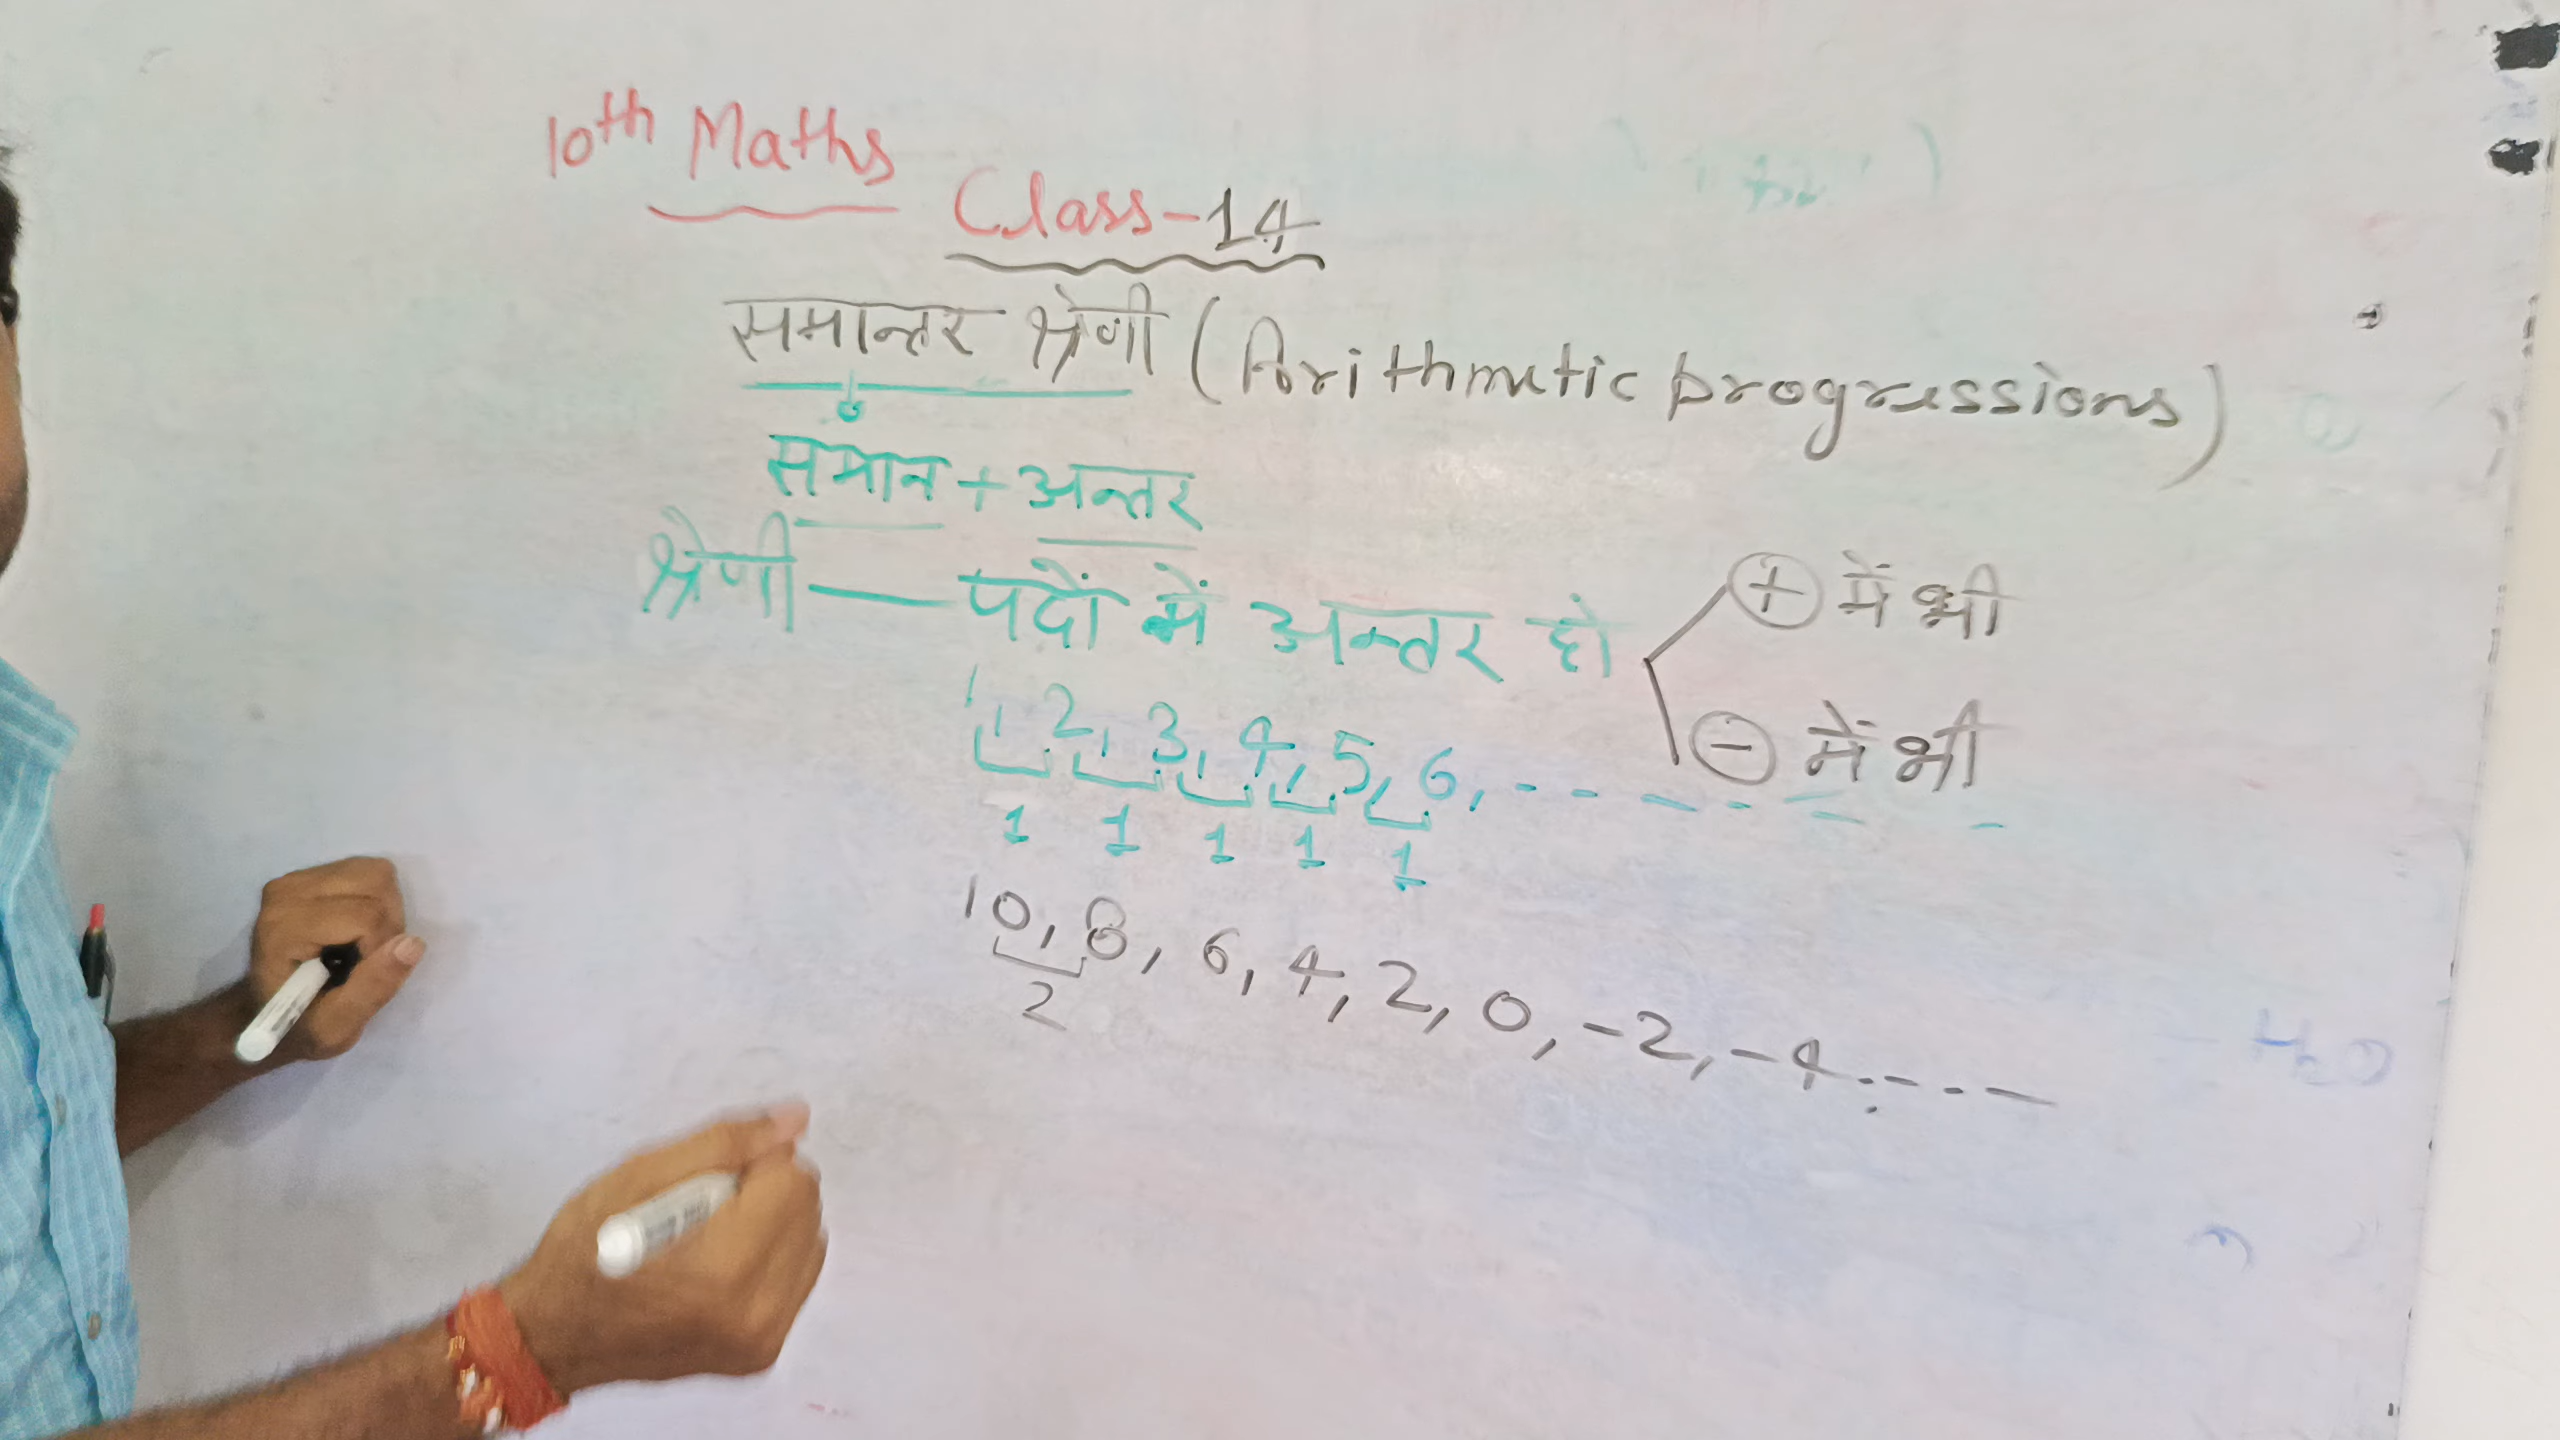 10th Maths
Class-14
समान्तर श्रेणी (Arithmetic progressions)
समान + अन्तर
श्रेणी — पदों में अन्तर हो
+ में भी
- में भी
1, 2, 3, 4, 5, 6, - - - - - -
1 1 1 1 1
10, 8, 6, 4, 2, 0, -2, -4 - - - -
2